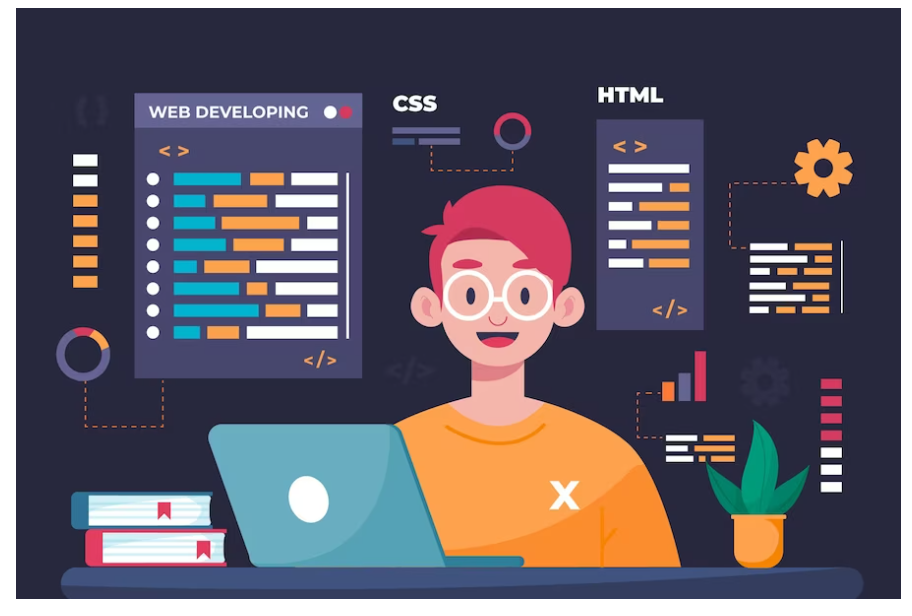 WEB DEVELOPING
CSS
HTML
< >
< >
</>
</>
</>
{ }
X